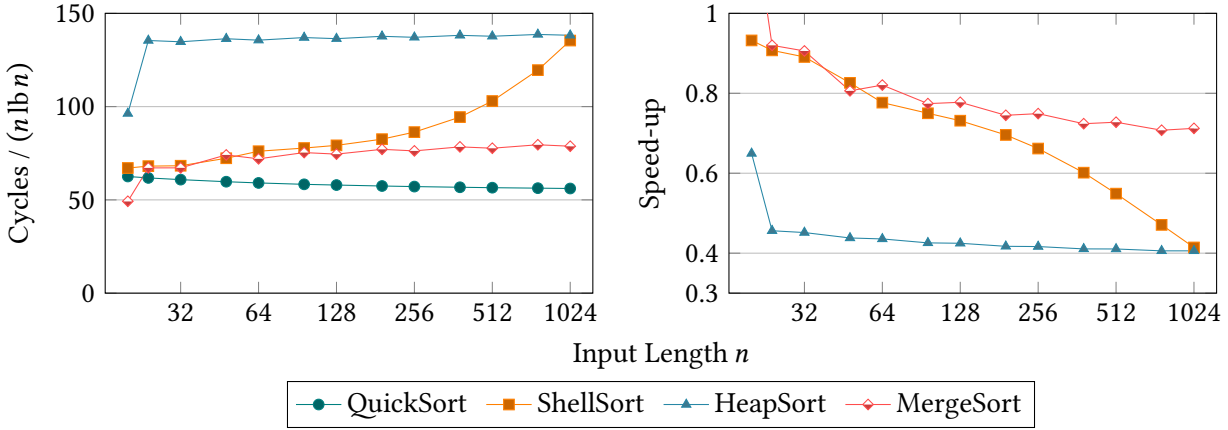 Cycles / (n lb n)
150
100
50
0
32 64 128 256 512 1024
Speed-up
1
0.8
0.6
0.4
0.3
32 64 128 256 512 1024
Input Length n
QuickSort ShellSort HeapSort MergeSort